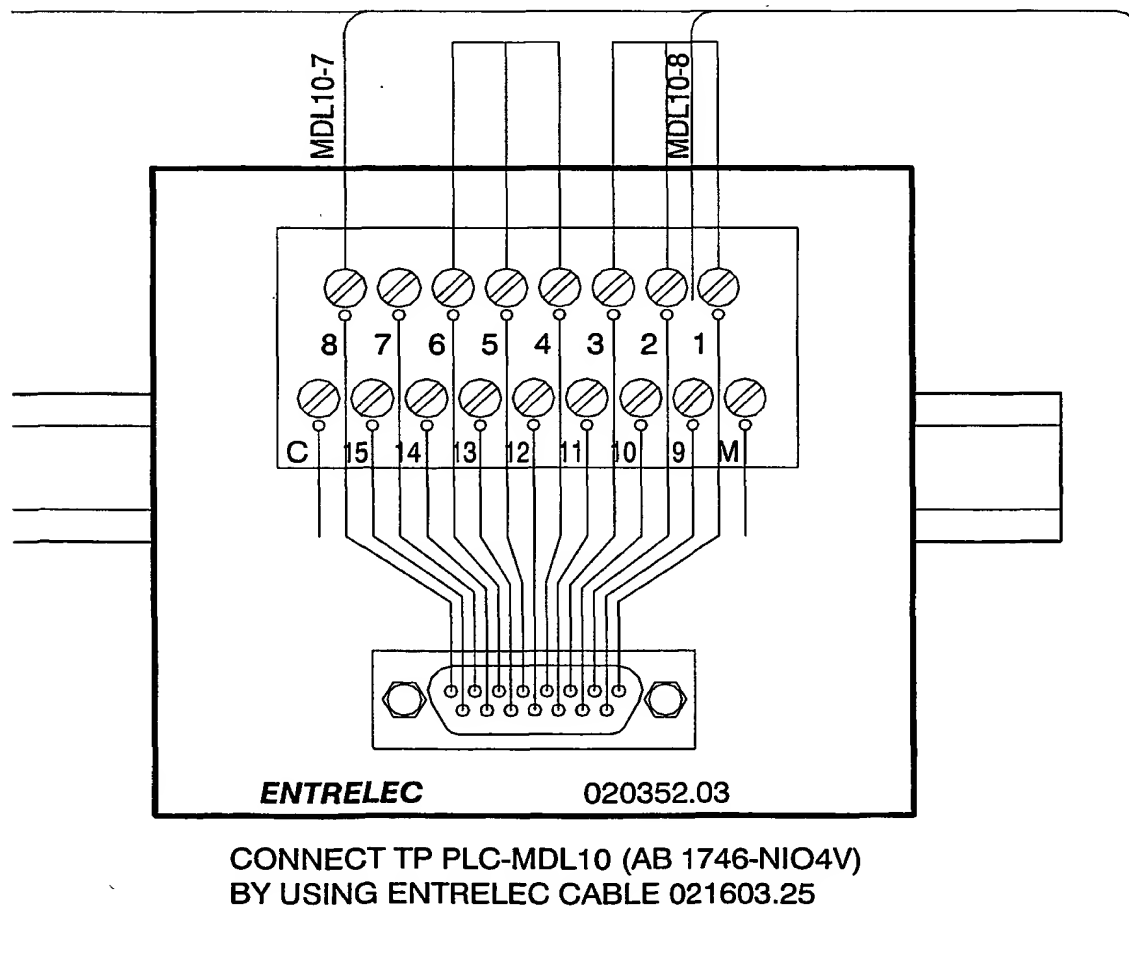 MDL10-7
MDL10-8
8 7 6 5 4 3 2 1
C 15 14 13 12 11 10 9 M
ENTRELEC 020352.03
CONNECT TP PLC-MDL10 (AB 1746-NIO4V)
BY USING ENTRELEC CABLE 021603.25